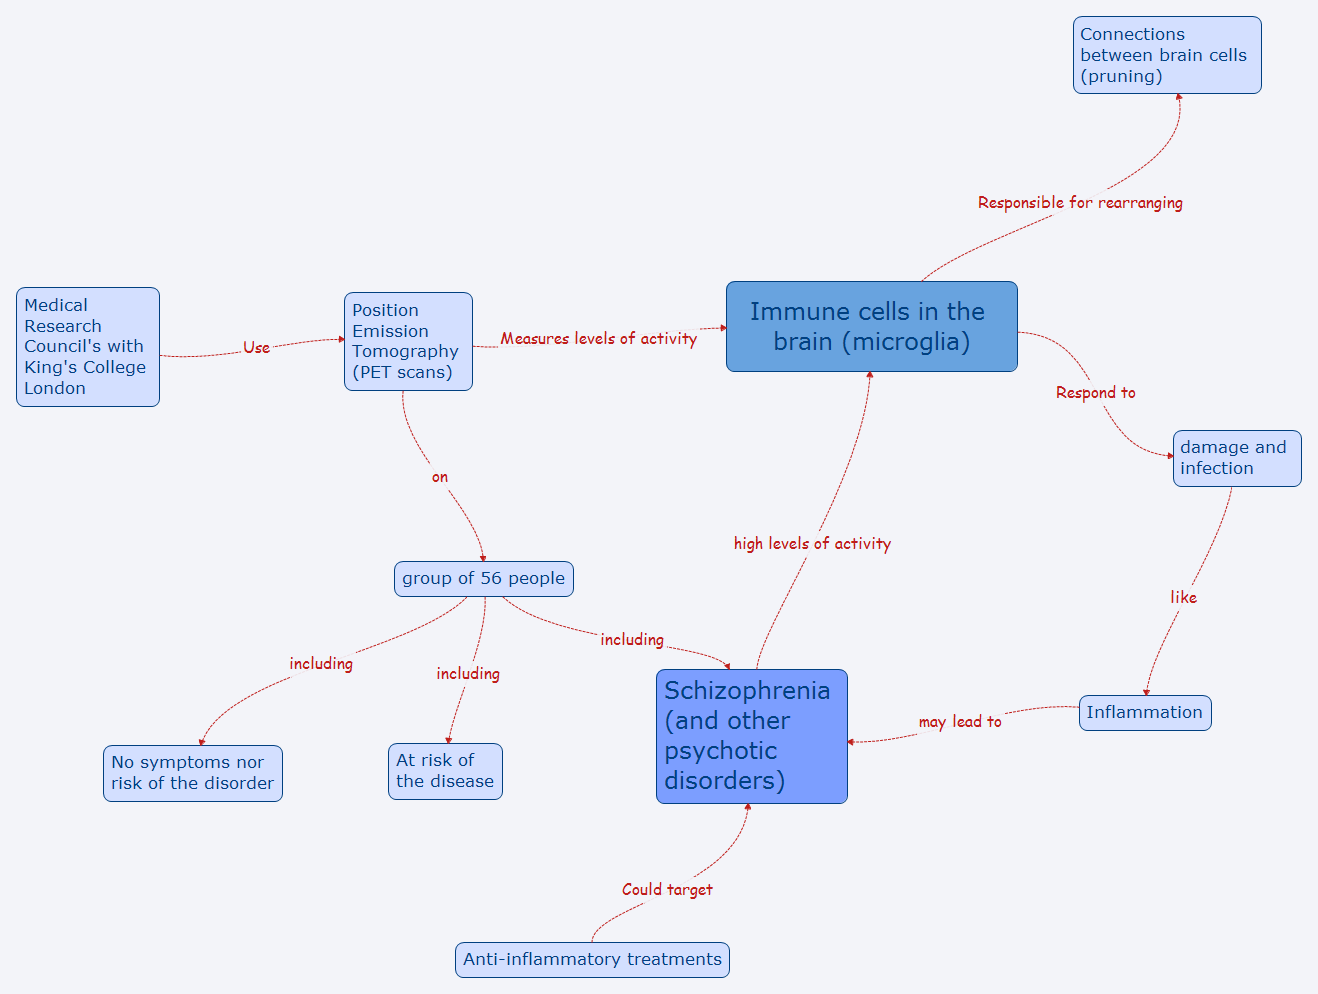 Connections
between brain cells
(pruning)
Responsible for rearranging
Medical
Research
Council's with
King's College
London
Use
Position
Emission
Tomography
(PET scans)
Measures levels of activity
Immune cells in the
brain (microglia)
Respond to
damage and
infection
on
high levels of activity
group of 56 people
like
including
including
including
Schizophrenia
(and other
psychotic
disorders)
may lead to
Inflammation
No symptoms nor
risk of the disorder
At risk of
the disease
Could target
Anti-inflammatory treatments